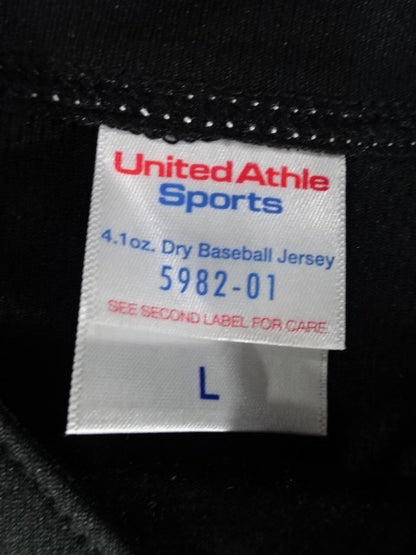 United Athle
Sports
4.1oz. Dry Baseball Jersey
5982-01
SEE SECOND LABEL FOR CARE
L